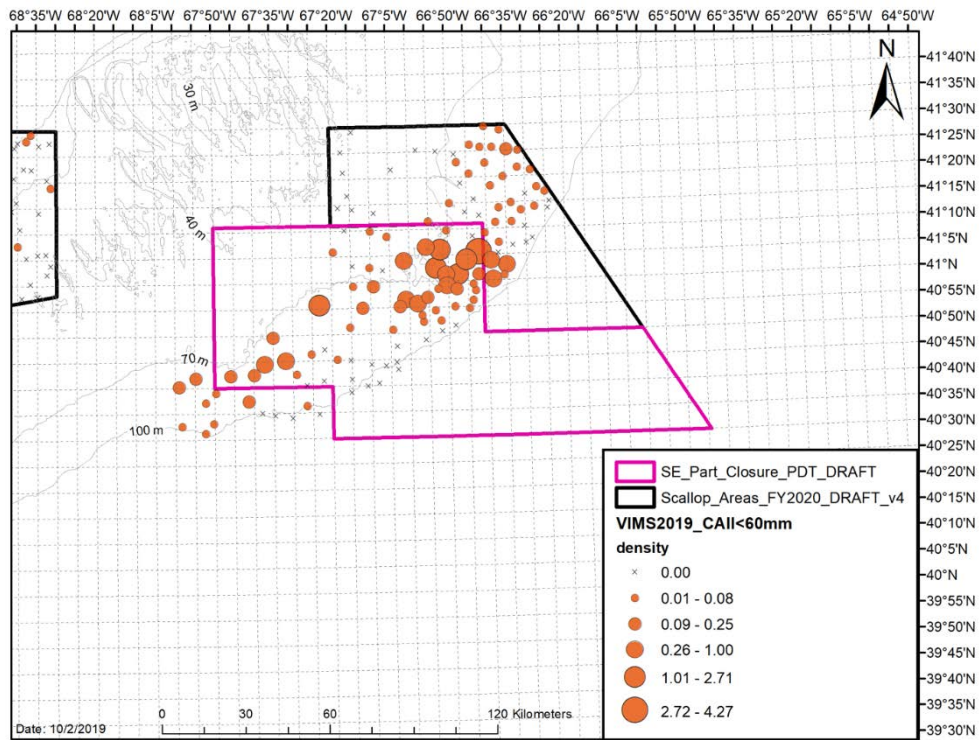 68°35'W 68°20'W 67°50'W 67°35'W 67°20'W 67°5'W 66°50'W 66°35'W 66°20'W 66°5'W 65°50'W 65°35'W 65°20'W 65°5'W 64°50'W
N
41°40'N
41°35'N
41°30'N
41°25'N
41°20'N
41°15'N
41°10'N
41°5'N
41°0'N
40°55'N
40°50'N
40°45'N
40°40'N
40°35'N
40°30'N
40°25'N
40°20'N
40°15'N
40°10'N
40°5'N
40°0'N
39°55'N
39°50'N
39°45'N
39°40'N
39°35'N
39°30'N
30 m
40 m
70 m
100 m
SE_Part_Closure_PDT_DRAFT
Scallop_Areas_FY2020_DRAFT_v4
VIMS2019_CAII<60mm
density
0.00
0.01 - 0.08
0.09 - 0.25
0.26 - 1.00
1.01 - 2.71
2.72 - 4.27
0 30 60 120 Kilometers
Date: 10/2/2019